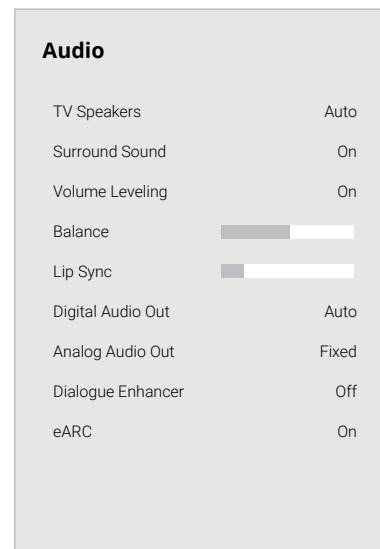 Audio
TV Speakers Auto
Surround Sound On
Volume Leveling On
Balance
Lip Sync
Digital Audio Out Auto
Analog Audio Out Fixed
Dialogue Enhancer Off
eARC On